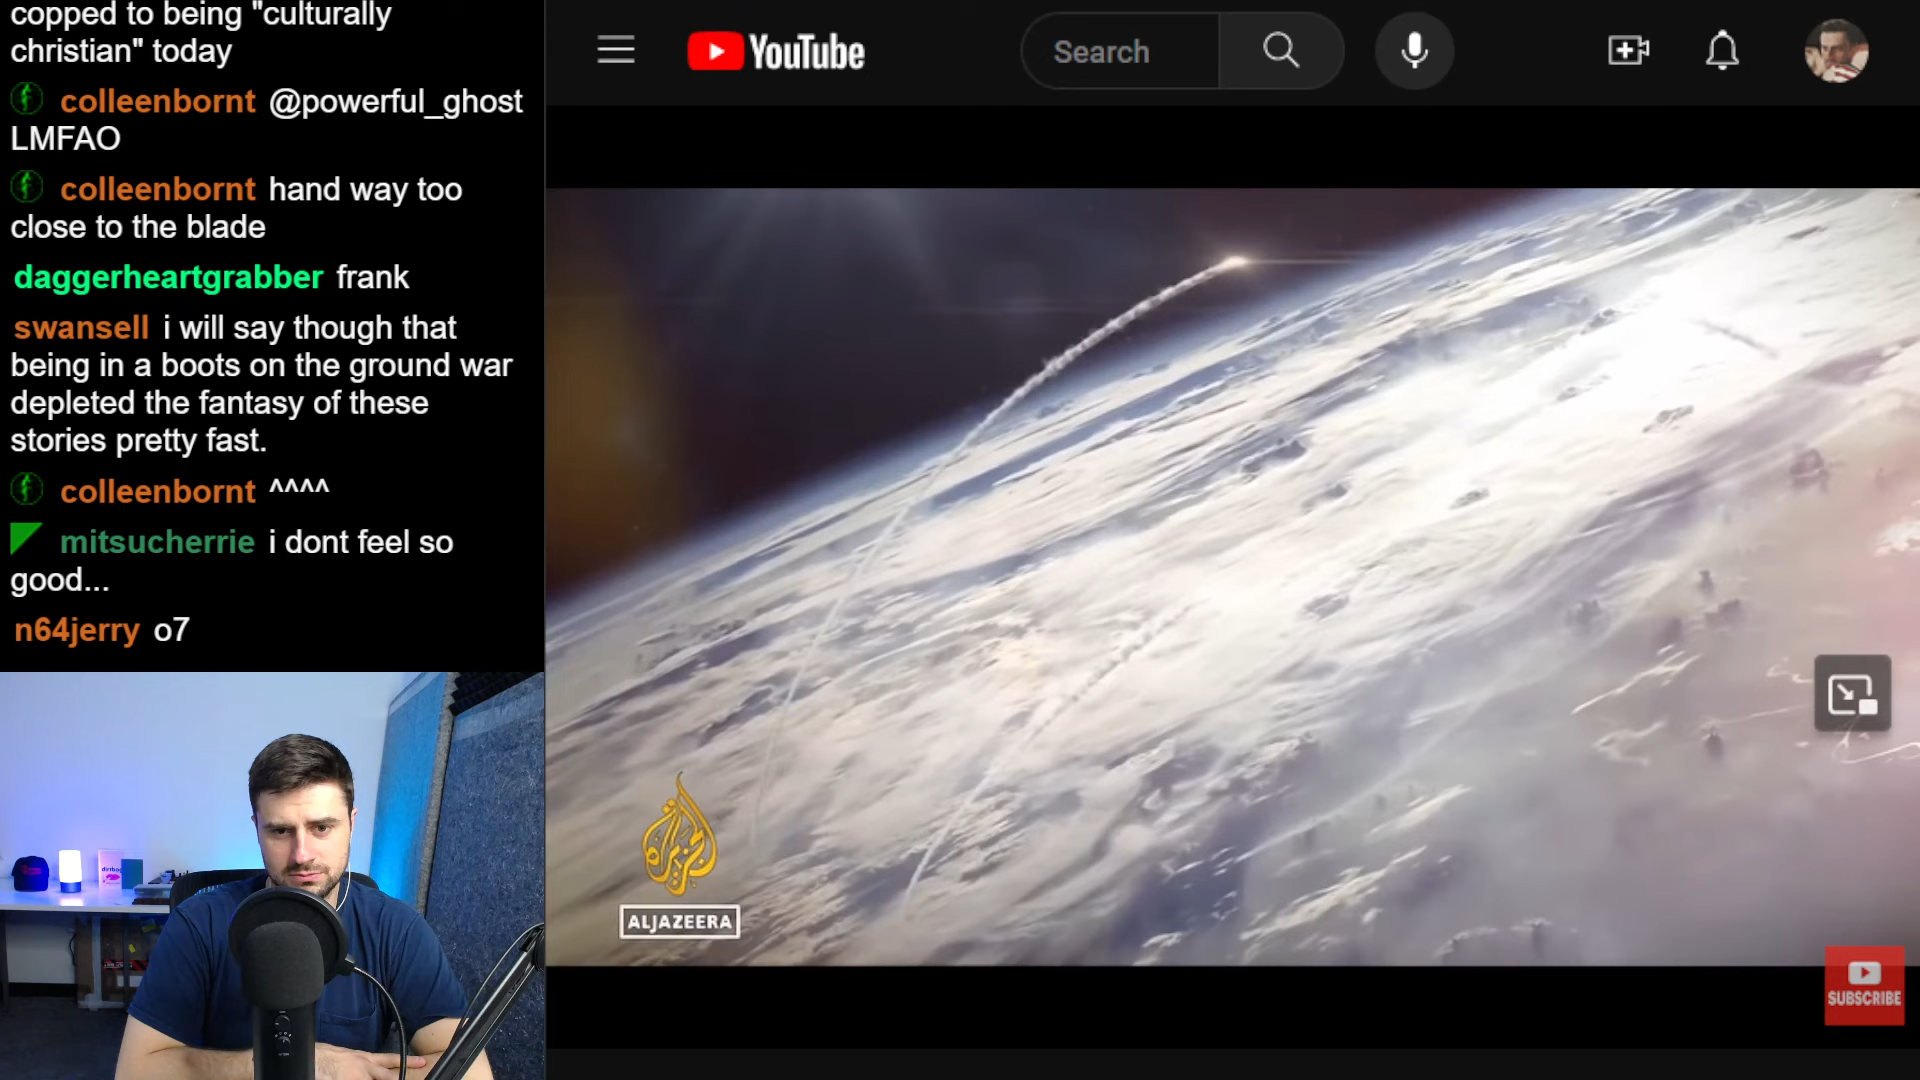 copped to being "culturally
christian" today
colleenbornt @powerful_ghost
LMFAO
colleenbornt hand way too
close to the blade
daggerheartgrabber frank
swansell i will say though that
being in a boots on the ground war
depleted the fantasy of these
stories pretty fast.
colleenbornt ^^^^
mitsucherrie i dont feel so
good...
n64jerry o7
YouTube
Search
ALJAZEERA
SUBSCRIBE